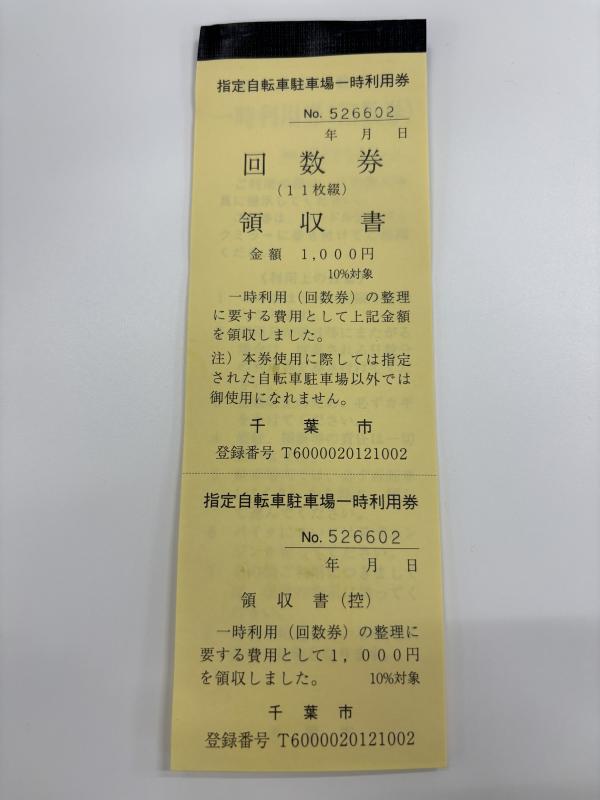 指定自転車駐車場一時利用券
No. 526602
年 月 日
回数券
(11枚綴)
領収書
金額 1,000円
10%対象
一時利用(回数券)の整理
に要する費用として上記金額
を領収しました。
注)本券使用に際しては指定
された自転車駐車場以外では
御使用になれません。
千葉市
登録番号 T6000020121002
指定自転車駐車場一時利用券
No. 526602
年 月 日
領収書(控)
一時利用(回数券)の整理に
要する費用として1,000円
を領収しました。 10%対象
千葉市
登録番号 T6000020121002